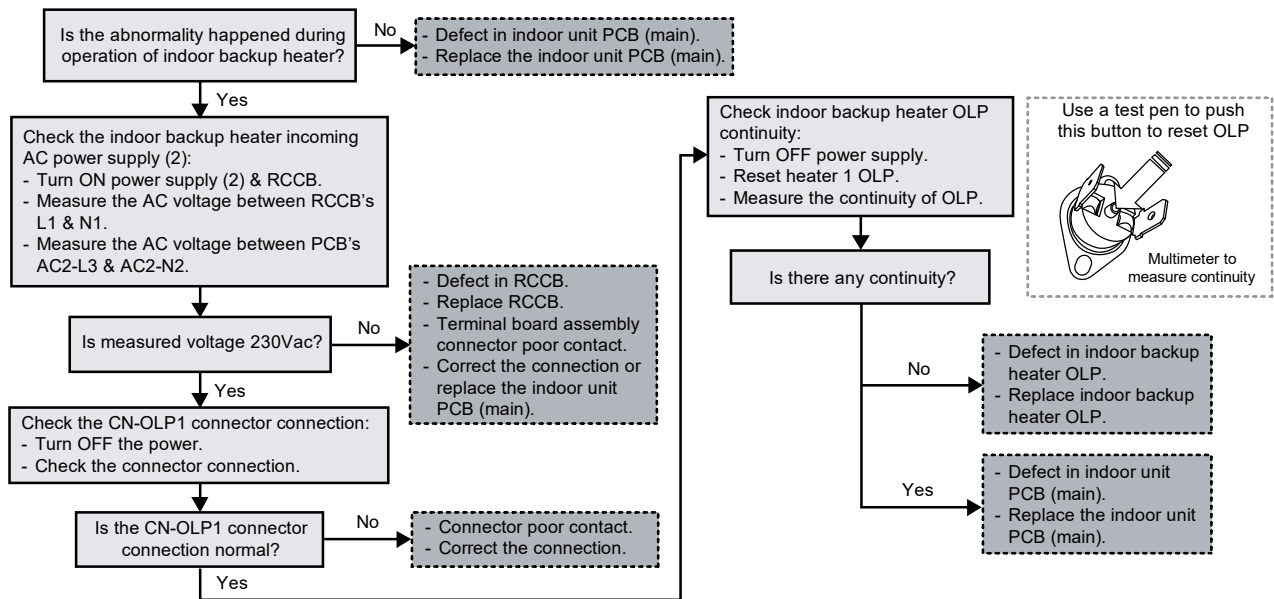 Is the abnormality happened during
operation of indoor backup heater?
No
- Defect in indoor unit PCB (main).
- Replace the indoor unit PCB (main).
Yes
Check the indoor backup heater incoming
AC power supply (2):
- Turn ON power supply (2) & RCCB.
- Measure the AC voltage between RCCB's
L1 & N1.
- Measure the AC voltage between PCB's
AC2-L3 & AC2-N2.
Is measured voltage 230Vac?
No
- Defect in RCCB.
- Replace RCCB.
- Terminal board assembly
connector poor contact.
- Correct the connection or
replace the indoor unit
PCB (main).
Yes
Check the CN-OLP1 connector connection:
- Turn OFF the power.
- Check the connector connection.
Is the CN-OLP1 connector
connection normal?
No
- Connector poor contact.
- Correct the connection.
Yes
Check indoor backup heater OLP
continuity:
- Turn OFF power supply.
- Reset heater 1 OLP.
- Measure the continuity of OLP.
Is there any continuity?
No
- Defect in indoor backup
heater OLP.
- Replace indoor backup
heater OLP.
Yes
- Defect in indoor unit
PCB (main).
- Replace the indoor unit
PCB (main).
Use a test pen to push
this button to reset OLP
Multimeter to
measure continuity